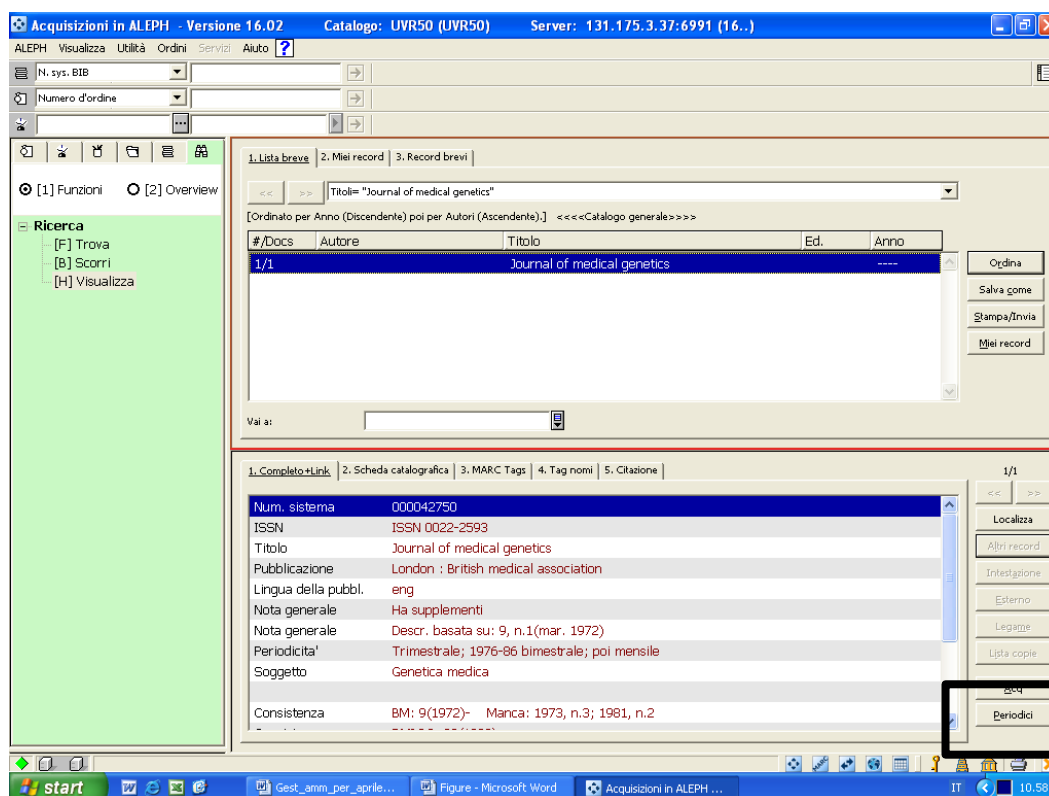 Acquisizioni in ALEPH - Versione 16.02 Catalogo: UVR50 (UVR50) Server: 131.175.3.37:6991 (16..)
ALEPH Visualizza Utilità Ordini Servizi Aiuto ?
N. sys. BIB
Numero d'ordine
1. Lista breve 2. Miei record 3. Record brevi
[1] Funzioni [2] Overview
<< >> Titoli= "Journal of medical genetics"
[Ordinato per Anno (Discendente) poi per Autori (Ascendente).] <<<<Catalogo generale>>>>
Ricerca
[F] Trova
[B] Scorri
[H] Visualizza
#/Docs Autore Titolo Ed. Anno
1/1 Journal of medical genetics ----
Ordina
Salva come
Stampa/Invia
Miei record
Vai a:
1. Completo+Link 2. Scheda catalografica 3. MARC Tags 4. Tag nomi 5. Citazione
1/1
<< >>
Num. sistema 000042750
ISSN ISSN 0022-2593
Titolo Journal of medical genetics
Pubblicazione London : British medical association
Lingua della pubbl. eng
Nota generale Ha supplementi
Nota generale Descr. basata su: 9, n.1(mar. 1972)
Periodicita' Trimestrale; 1976-86 bimestrale; poi mensile
Soggetto Genetica medica
Consistenza BM: 9(1972)- Manca: 1973, n.3; 1981, n.2
Localizza
Altri record
Intestazione
Esterno
Legame
Lista copie
Acq
Periodici
start Gest_amm_per_aprile... Figure - Microsoft Word Acquisizioni in ALEPH ... IT 10.58